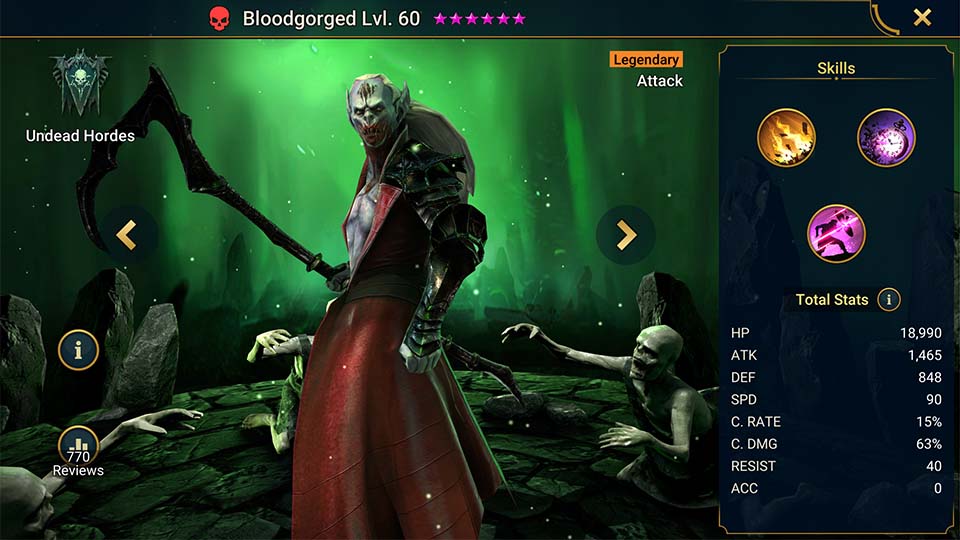 Bloodgorged Lvl. 60
Legendary
Attack
Undead Hordes
Skills
Total Stats i
HP 18,990
ATK 1,465
DEF 848
SPD 90
C. RATE 15%
C. DMG 63%
RESIST 40
ACC 0
i
770
Reviews